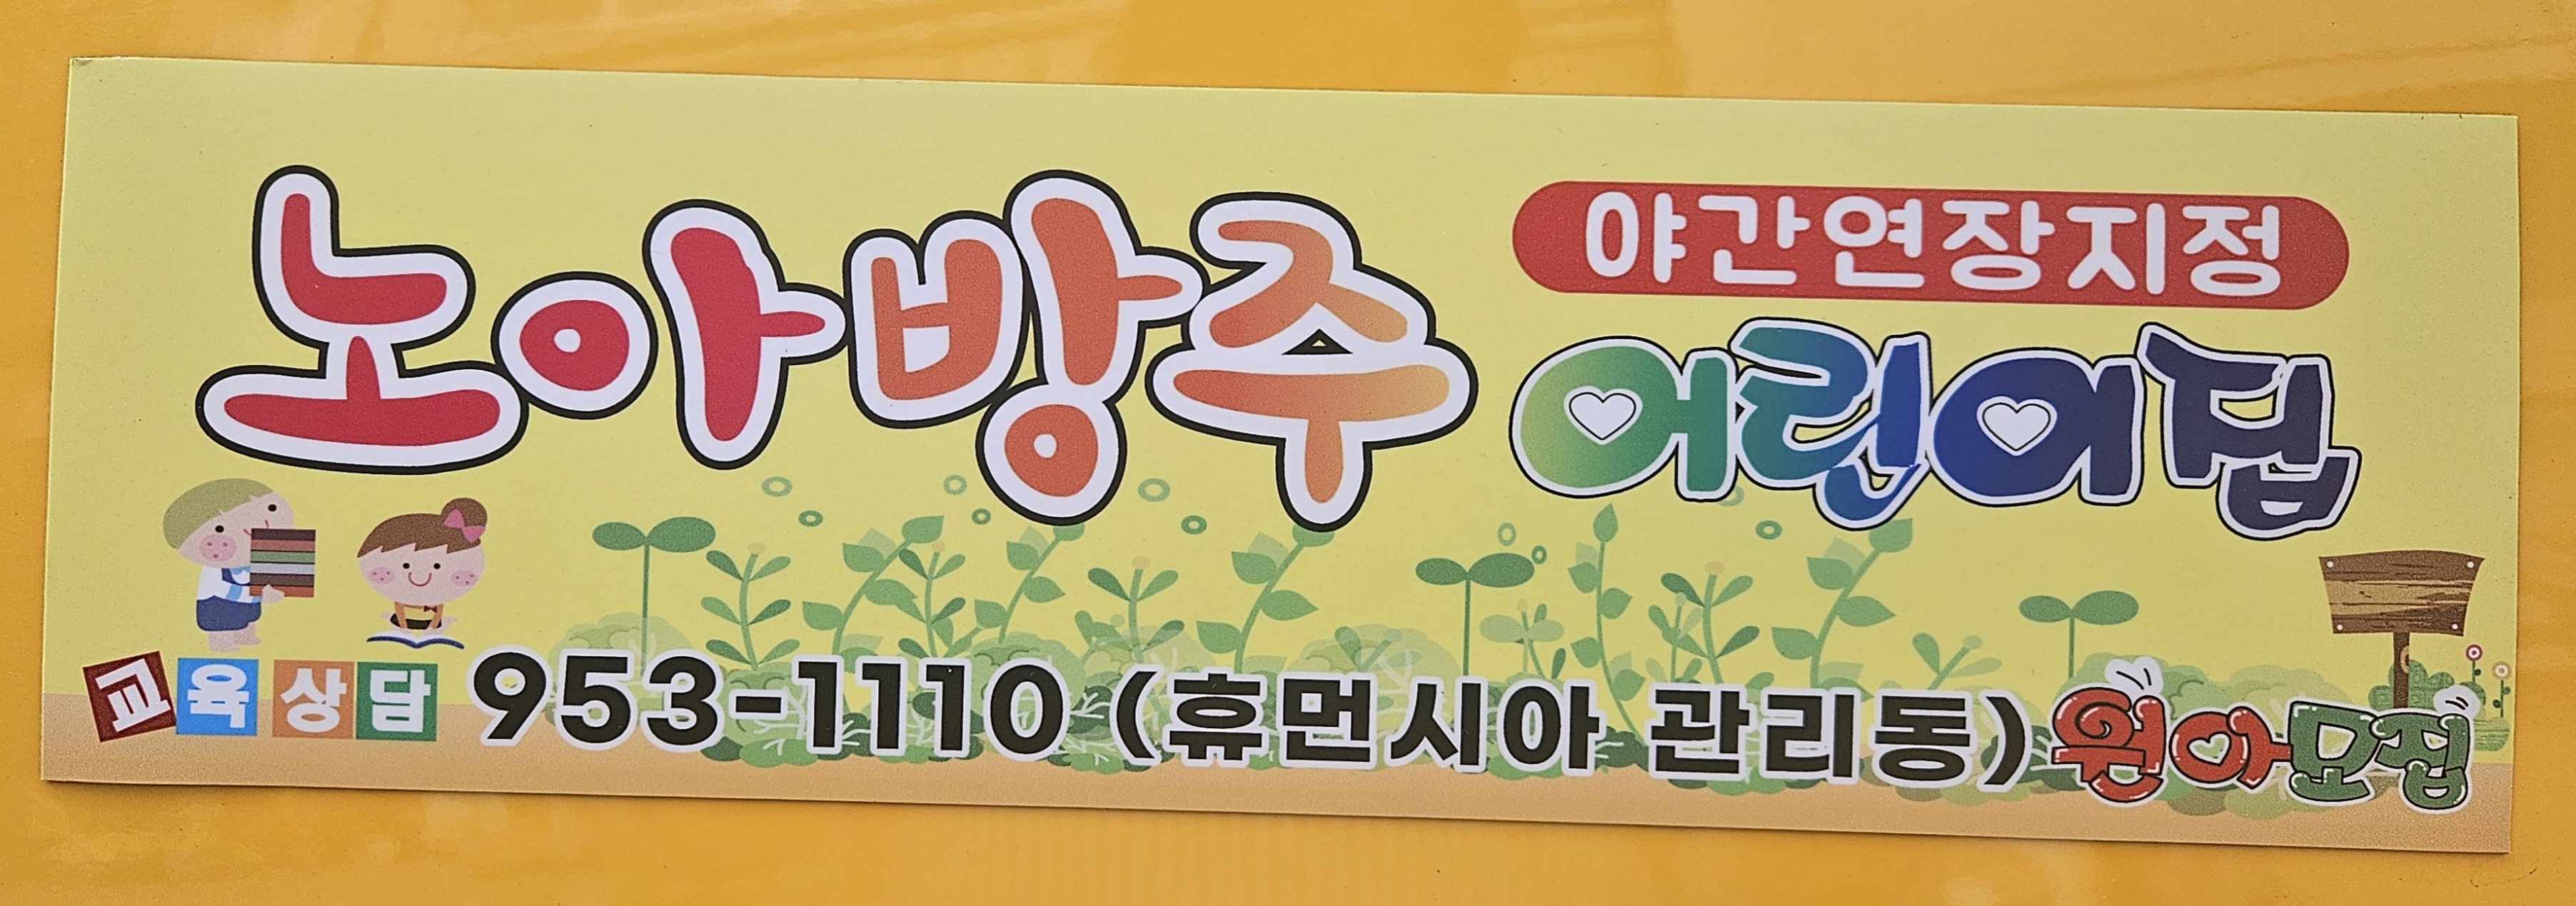 노아방주
야간연장지정
어린이집
교육상담 953-1110 (휴먼시아 관리동) 원아모집